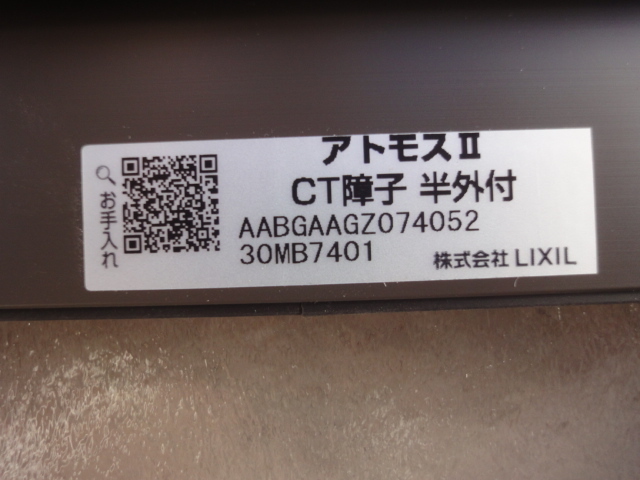 アトモスⅡ
CT障子 半外付
AABGAAGZ074052
30MB7401
株式会社 LIXIL
お手入れ